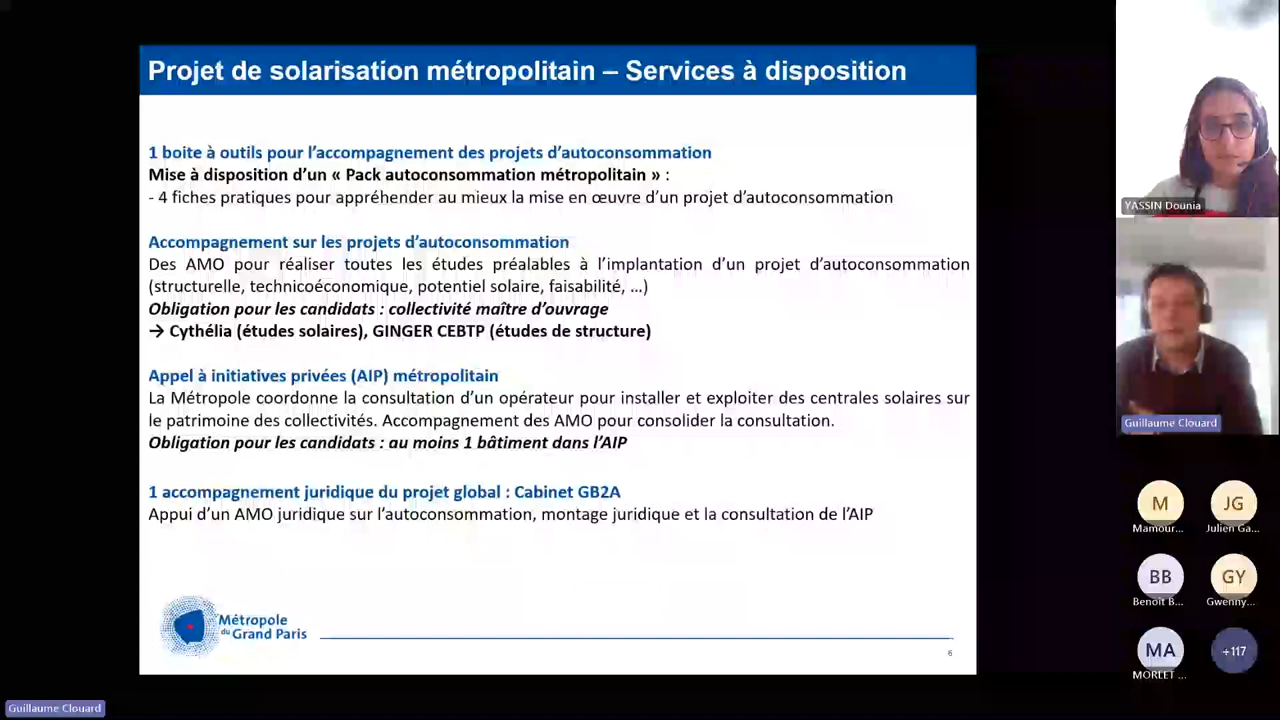 Projet de solarisation métropolitain – Services à disposition
1 boite à outils pour l’accompagnement des projets d’autoconsommation
Mise à disposition d’un « Pack autoconsommation métropolitain » :
- 4 fiches pratiques pour appréhender au mieux la mise en œuvre d’un projet d’autoconsommation
Accompagnement sur les projets d’autoconsommation
Des AMO pour réaliser toutes les études préalables à l’implantation d’un projet d’autoconsommation
(structurelle, technicoéconomique, potentiel solaire, faisabilité, …)
Obligation pour les candidats : collectivité maître d’ouvrage
→ Cythélia (études solaires), GINGER CEBTP (études de structure)
Appel à initiatives privées (AIP) métropolitain
La Métropole coordonne la consultation d’un opérateur pour installer et exploiter des centrales solaires sur
le patrimoine des collectivités. Accompagnement des AMO pour consolider la consultation.
Obligation pour les candidats : au moins 1 bâtiment dans l’AIP
1 accompagnement juridique du projet global : Cabinet GB2A
Appui d’un AMO juridique sur l’autoconsommation, montage juridique et la consultation de l’AIP
Métropole
du Grand Paris
6
YASSIN Dounia
Guillaume Clouard
M
Mamour...
JG
Julien Ga...
BB
Benoît B...
GY
Gwenny...
MA
MORLET ...
+117
Guillaume Clouard